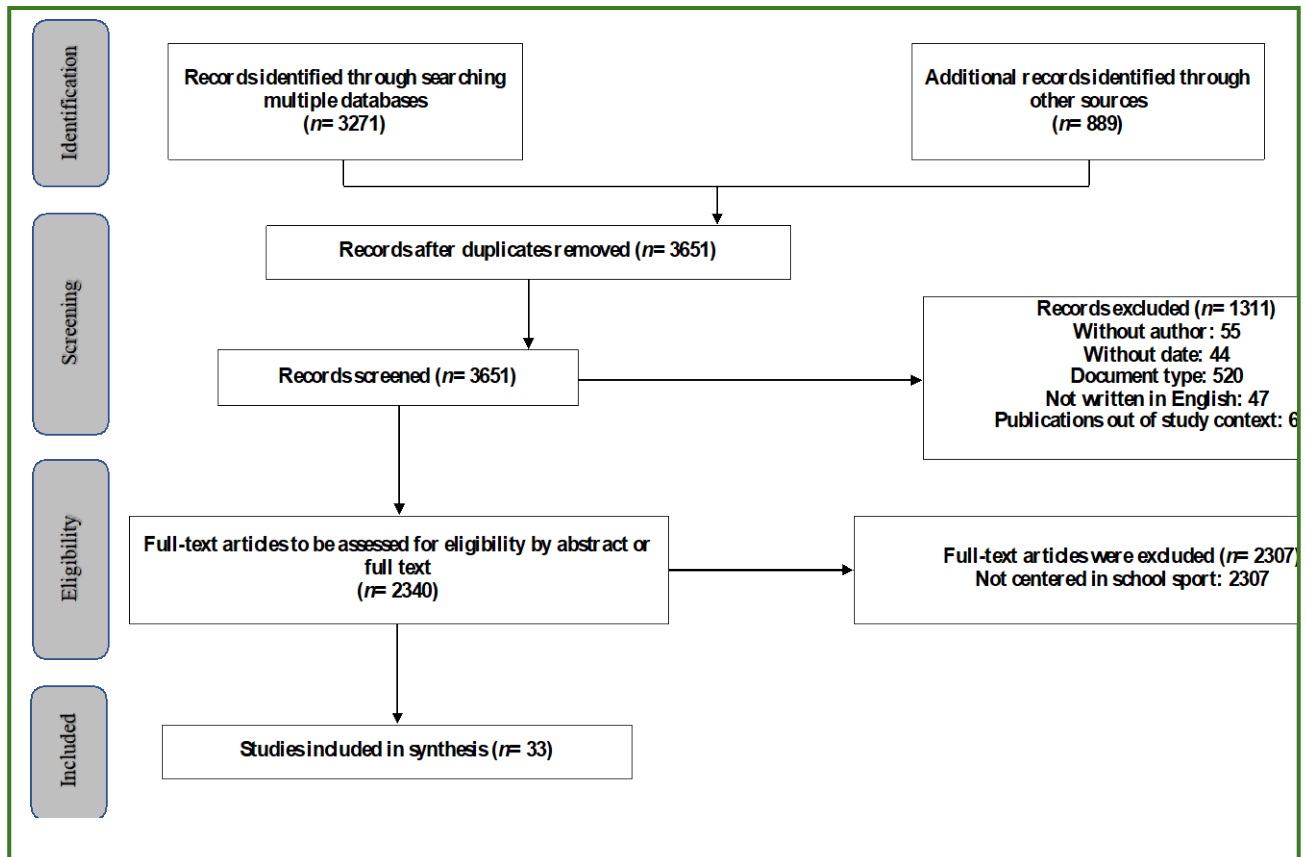 Identification
Records identified through searching
multiple databases
(n= 3271)
Additional records identified through
other sources
(n= 889)
Screening
Records after duplicates removed (n= 3651)
Records screened (n= 3651)
Records excluded (n= 1311)
Without author: 55
Without date: 44
Document type: 520
Not written in English: 47
Publications out of study context: 6
Eligibility
Full-text articles to be assessed for eligibility by abstract or
full text
(n= 2340)
Full-text articles were excluded (n= 2307)
Not centered in school sport: 2307
Included
Studies included in synthesis (n= 33)